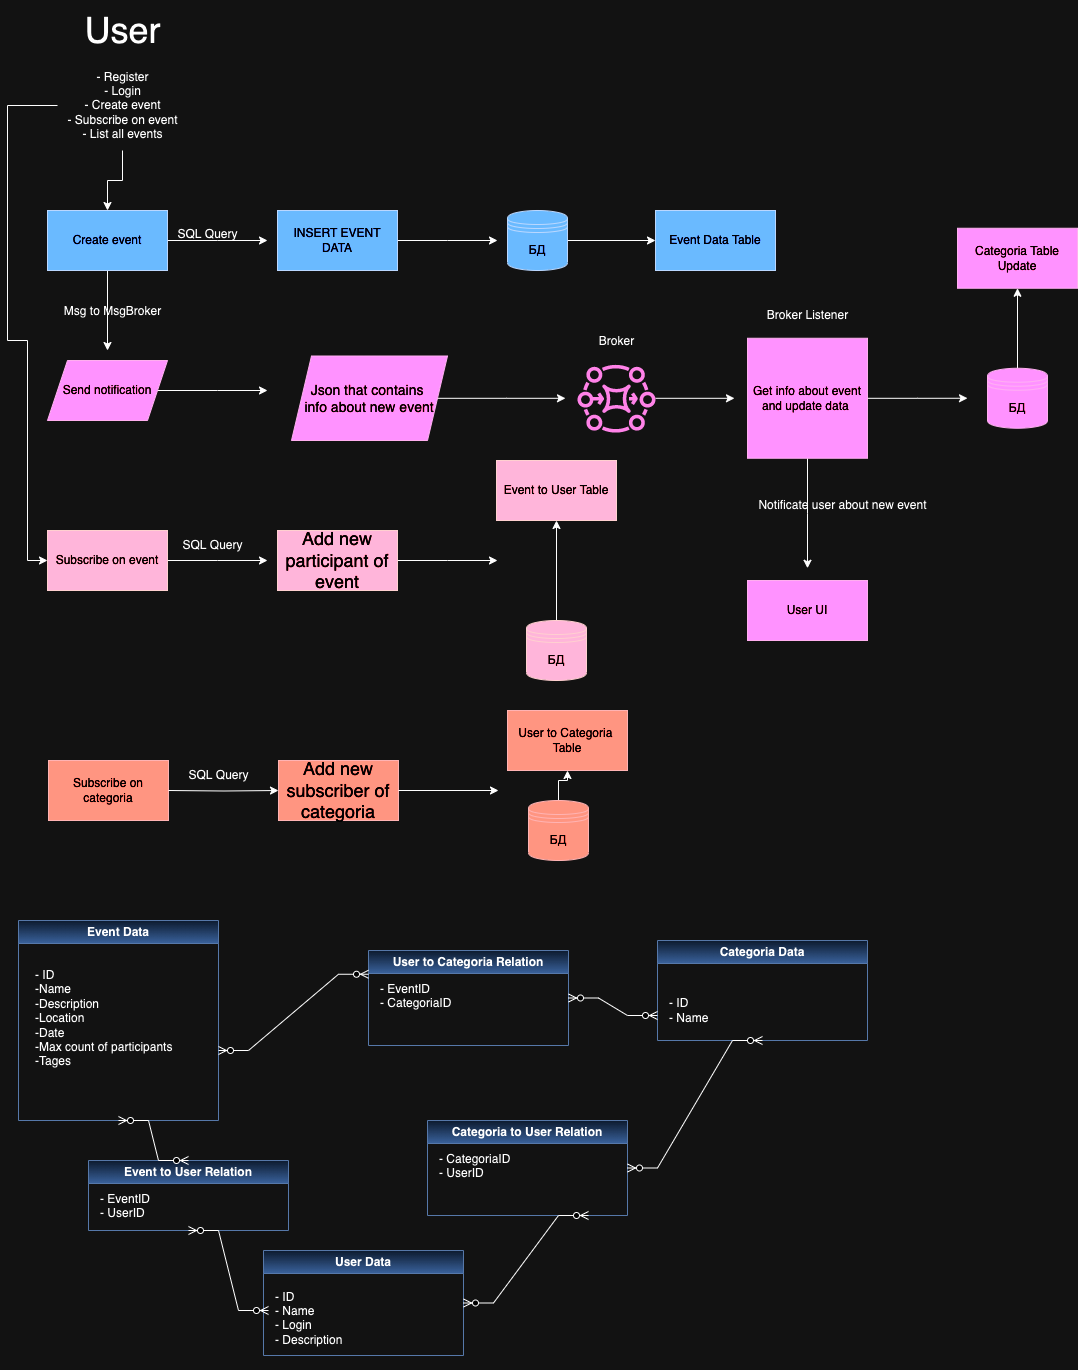 User
- Register
- Login
- Create event
- Subscribe on event
- List all events
Create event
SQL Query
INSERT EVENT
DATA
БД
Event Data Table
Categoria Table
Update
Msg to MsgBroker
Broker Listener
Broker
Send notification
Json that contains
info about new event
Get info about event
and update data
БД
Event to User Table
Notificate user about new event
Subscribe on event
SQL Query
Add new
participant of
event
User UI
БД
User to Categoria
Table
Subscribe on
categoria
SQL Query
Add new
subscriber of
categoria
БД
Event Data
- ID
-Name
-Description
-Location
-Date
-Max count of participants
-Tages
User to Categoria Relation
- EventID
- CategoriaID
Categoria Data
- ID
- Name
Categoria to User Relation
- CategoriaID
- UserID
Event to User Relation
- EventID
- UserID
User Data
- ID
- Name
- Login
- Description